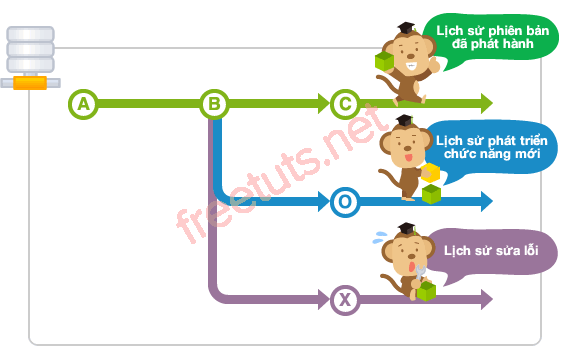 Lịch sử phiên bản
đã phát hành
A
B
C
Lịch sử phát triển
chức năng mới
O
Lịch sử sửa lỗi
X
freetuts.net